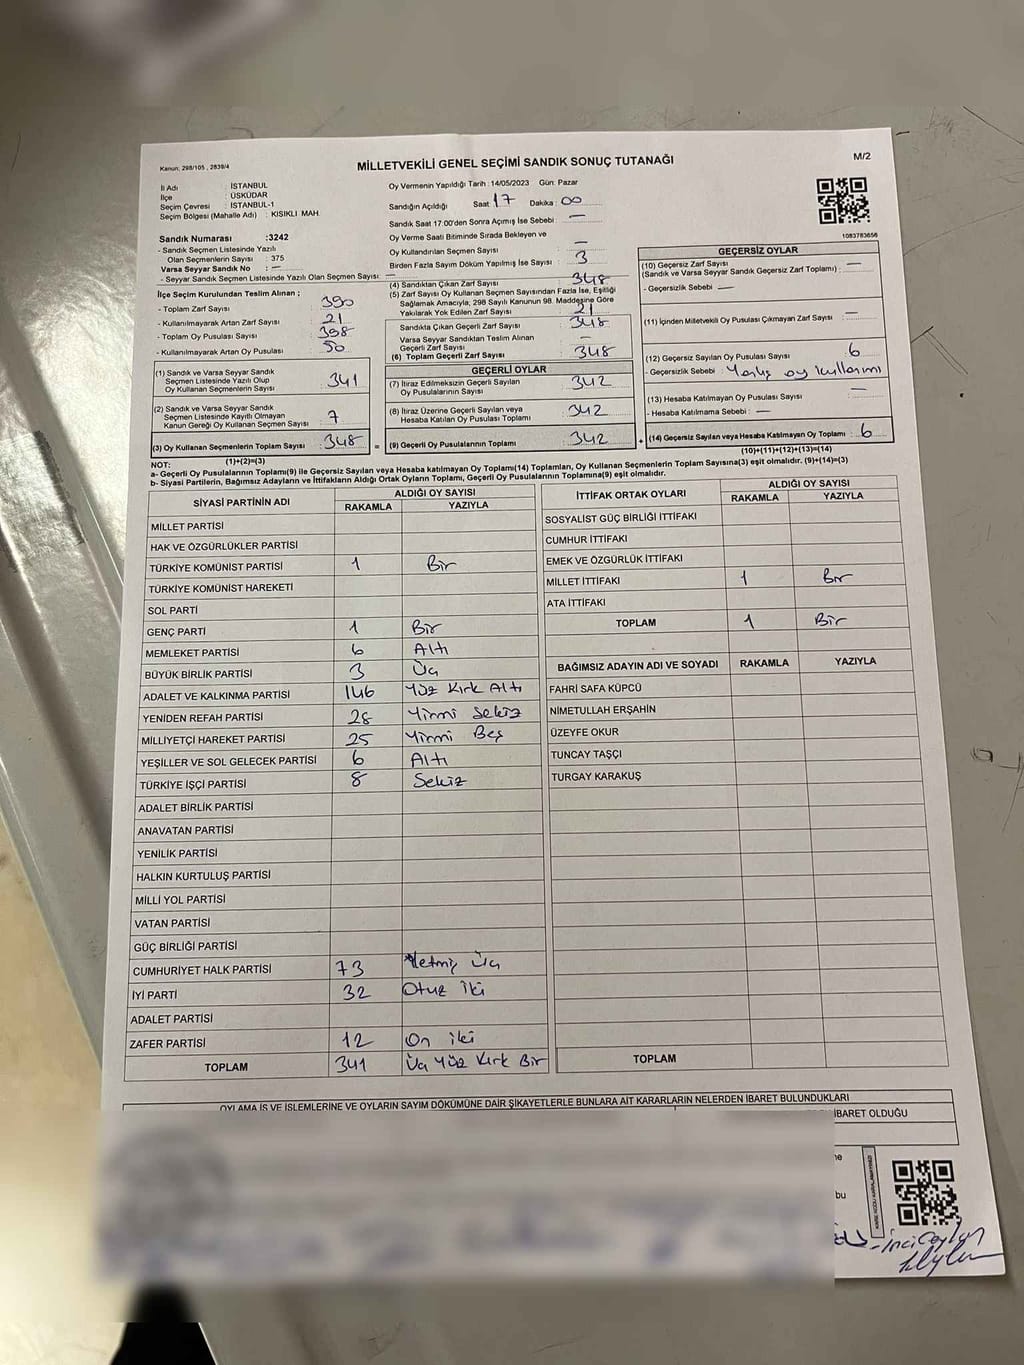 Kanun: 298/105 , 2839/4
MİLLETVEKİLİ GENEL SEÇİMİ SANDIK SONUÇ TUTANAĞI
M/2
İl Adı : İSTANBUL
İlçe : ÜSKÜDAR
Seçim Çevresi : İSTANBUL-1
Seçim Bölgesi (Mahalle Adı) : KISIKLI MAH.
Oy Vermenin Yapıldığı Tarih : 14/05/2023 Gün: Pazar
Sandığın Açıldığı Saat 17 Dakika : 00
Sandık Saat 17:00'den Sonra Açımış İse Sebebi : —
Oy Verme Saati Bitiminde Sırada Bekleyen ve
Oy Kullandırılan Seçmen Sayısı —
Birden Fazla Sayım Döküm Yapılmış İse Sayısı : 3
1083783656
Sandık Numarası :3242
- Sandık Seçmen Listesinde Yazılı
Olan Seçmenlerin Sayısı : 375
Varsa Seyyar Sandık No : —
- Seyyar Sandık Seçmen Listesinde Yazılı Olan Seçmen Sayısı: —
İlçe Seçim Kurulundan Teslim Alınan ;
- Toplam Zarf Sayısı : 390
- Kullanılmayarak Artan Zarf Sayısı : 21
- Toplam Oy Pusulası Sayısı : 398
- Kullanılmayarak Artan Oy Pusulası : 50
(4) Sandıktan Çıkan Zarf Sayısı 348
(5) Zarf Sayısı Oy Kullanan Seçmen Sayısından Fazla İse, Eşitliği
Sağlamak Amacıyla, 298 Sayılı Kanunun 98. Maddesine Göre
Yakılarak Yok Edilen Zarf Sayısı : 21
Sandıkta Çıkan Geçerli Zarf Sayısı 348
Varsa Seyyar Sandıktan Teslim Alınan
Geçerli Zarf Sayısı —
(6) Toplam Geçerli Zarf Sayısı 348
GEÇERSİZ OYLAR
(10) Geçersiz Zarf Sayısı
(Sandık ve Varsa Seyyar Sandık Geçersiz Zarf Toplamı) : —
- Geçersizlik Sebebi : —
(11) İçinden Milletvekili Oy Pusulası Çıkmayan Zarf Sayısı : —
(12) Geçersiz Sayılan Oy Pusulası Sayısı : 6
- Geçersizlik Sebebi : Yanlış oy kullanımı
(13) Hesaba Katılmayan Oy Pusulası Sayısı : —
- Hesaba Katılmama Sebebi : —
(14) Geçersiz Sayılan veya Hesaba Katılmayan Oy Toplamı : 6
(10)+(11)+(12)+(13)=(14)
(1) Sandık ve Varsa Seyyar Sandık
Seçmen Listesinde Yazılı Olup
Oy Kullanan Seçmenlerin Sayısı 341
(2) Sandık ve Varsa Seyyar Sandık
Seçmen Listesinde Kayıtlı Olmayan
Kanun Gereği Oy Kullanan Seçmen Sayısı 7
(3) Oy Kullanan Seçmenlerin Toplam Sayısı 348
(1)+(2)=(3)
GEÇERLİ OYLAR
(7) İtiraz Edilmeksizin Geçerli Sayılan
Oy Pusulalarının Sayısı 342
(8) İtiraz Üzerine Geçerli Sayılan veya
Hesaba Katılan Oy Pusulası Toplamı 342
= (9) Geçerli Oy Pusulalarının Toplamı 342 +
NOT:
a- Geçerli Oy Pusulalarının Toplamı(9) ile Geçersiz Sayılan veya Hesaba katılmayan Oy Toplamı(14) Toplamları, Oy Kullanan Seçmenlerin Toplam Sayısına(3) eşit olmalıdır. (9)+(14)=(3)
b- Siyasi Partilerin, Bağımsız Adayların ve İttifakların Aldığı Ortak Oyların Toplamı, Geçerli Oy Pusulalarının Toplamına(9) eşit olmalıdır.
SİYASİ PARTİNİN ADI ALDIĞI OY SAYISI
RAKAMLA YAZIYLA
MİLLET PARTİSİ
HAK VE ÖZGÜRLÜKLER PARTİSİ
TÜRKİYE KOMÜNİST PARTİSİ 1 Bir
TÜRKİYE KOMÜNİST HAREKETİ
SOL PARTİ
GENÇ PARTİ 1 Bir
MEMLEKET PARTİSİ 6 Altı
BÜYÜK BİRLİK PARTİSİ 3 Üç
ADALET VE KALKINMA PARTİSİ 146 Yüz Kırk Altı
YENİDEN REFAH PARTİSİ 28 Yirmi Sekiz
MİLLİYETÇİ HAREKET PARTİSİ 25 Yirmi Beş
YEŞİLLER VE SOL GELECEK PARTİSİ 6 Altı
TÜRKİYE İŞÇİ PARTİSİ 8 Sekiz
ADALET BİRLİK PARTİSİ
ANAVATAN PARTİSİ
YENİLİK PARTİSİ
HALKIN KURTULUŞ PARTİSİ
MİLLİ YOL PARTİSİ
VATAN PARTİSİ
GÜÇ BİRLİĞİ PARTİSİ
CUMHURİYET HALK PARTİSİ 73 Yetmiş Üç
İYİ PARTİ 32 Otuz İki
ADALET PARTİSİ
ZAFER PARTİSİ 12 On iki
TOPLAM 341 Üç Yüz Kırk Bir
İTTİFAK ORTAK OYLARI ALDIĞI OY SAYISI
RAKAMLA YAZIYLA
SOSYALİST GÜÇ BİRLİĞİ İTTİFAKI
CUMHUR İTTİFAKI
EMEK VE ÖZGÜRLÜK İTTİFAKI
MİLLET İTTİFAKI 1 Bir
ATA İTTİFAKI
TOPLAM 1 Bir
BAĞIMSIZ ADAYIN ADI VE SOYADI RAKAMLA YAZIYLA
FAHRİ SAFA KÜPCÜ
NİMETULLAH ERŞAHİN
ÜZEYFE OKUR
TUNCAY TAŞÇI
TURGAY KARAKUŞ
TOPLAM
OYLAMA İŞ VE İŞLEMLERİNE VE OYLARIN SAYIM DÖKÜMÜNE DAİR ŞİKAYETLERLE BUNLARA AİT KARARLARIN NELERDEN İBARET BULUNDUKLARI
İBARET OLDUĞU
bu
İnci Ceylan